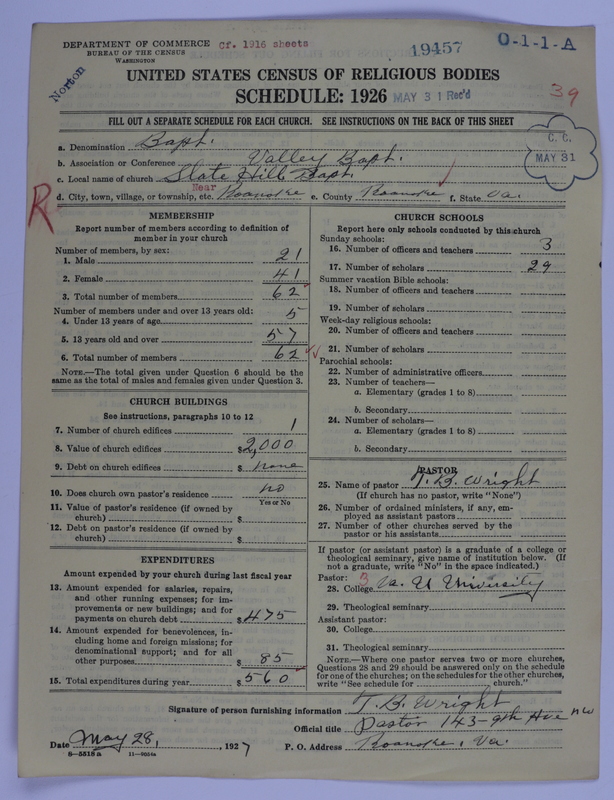 DEPARTMENT OF COMMERCE
BUREAU OF THE CENSUS
WASHINGTON
Cf. 1916 sheets
19457
O-1-1-A
Norton
UNITED STATES CENSUS OF RELIGIOUS BODIES
SCHEDULE: 1926
MAY 31 Rec'd
39
FILL OUT A SEPARATE SCHEDULE FOR EACH CHURCH. SEE INSTRUCTIONS ON THE BACK OF THIS SHEET
C. C.
MAY 31
a. Denomination Bapt.
b. Association or Conference Valley Bapt.
c. Local name of church Slate Hill Bapt.
d. City, town, village, or township, etc. Near Roanoke e. County Roanoke f. State Va.
R
MEMBERSHIP
Report number of members according to definition of
member in your church
Number of members, by sex:
1. Male 21
2. Female 41
3. Total number of members 62
Number of members under and over 13 years old:
4. Under 13 years of age 5
5. 13 years old and over 57
6. Total number of members 62
NOTE.—The total given under Question 6 should be the
same as the total of males and females given under Question 3.
CHURCH BUILDINGS
See instructions, paragraphs 10 to 12
7. Number of church edifices 1
8. Value of church edifices $2,000
9. Debt on church edifices $ none
10. Does church own pastor's residence no
Yes or No
11. Value of pastor's residence (if owned by
church) $
12. Debt on pastor's residence (if owned by
church) $
EXPENDITURES
Amount expended by your church during last fiscal year
13. Amount expended for salaries, repairs,
and other running expenses; for im-
provements or new buildings; and for
payments on church debt $475
14. Amount expended for benevolences, in-
cluding home and foreign missions; for
denominational support; and for all
other purposes $ 85
15. Total expenditures during year $560
CHURCH SCHOOLS
Report here only schools conducted by this church
Sunday schools:
16. Number of officers and teachers 3
17. Number of scholars 29
Summer vacation Bible schools:
18. Number of officers and teachers
19. Number of scholars
Week-day religious schools:
20. Number of officers and teachers
21. Number of scholars
Parochial schools:
22. Number of administrative officers
23. Number of teachers—
a. Elementary (grades 1 to 8)
b. Secondary
24. Number of scholars—
a. Elementary (grades 1 to 8)
b. Secondary
PASTOR
25. Name of pastor T. B. Wright
(If church has no pastor, write "None")
26. Number of ordained ministers, if any, em-
ployed as assistant pastors
27. Number of other churches served by the
pastor or his assistants
If pastor (or assistant pastor) is a graduate of a college or
theological seminary, give name of institution below. (If
not a graduate, write "No" in the space indicated.)
Pastor: 3
28. College Va. U University
29. Theological seminary
Assistant pastor:
30. College
31. Theological seminary
NOTE.—Where one pastor serves two or more churches,
Questions 28 and 29 should be answered only on the schedule
for one of the churches; on the schedules for the other churches,
write "See schedule for church."
Signature of person furnishing information T. B. Wright
Official title Pastor 143-9th Ave NW
Date May 28, 1927 P. O. Address Roanoke, Va.
8—5518a 11—9024a